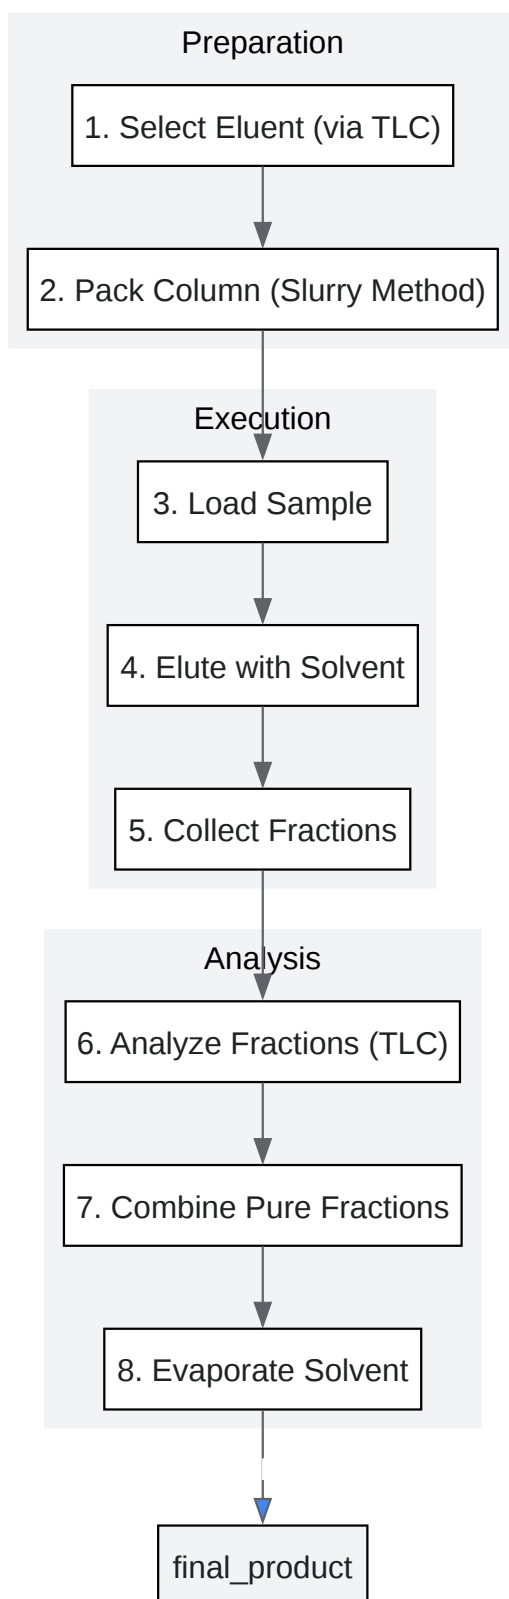 Preparation
1. Select Eluent (via TLC)
2. Pack Column (Slurry Method)
Execution
3. Load Sample
4. Elute with Solvent
5. Collect Fractions
Analysis
6. Analyze Fractions (TLC)
7. Combine Pure Fractions
8. Evaporate Solvent
final_product